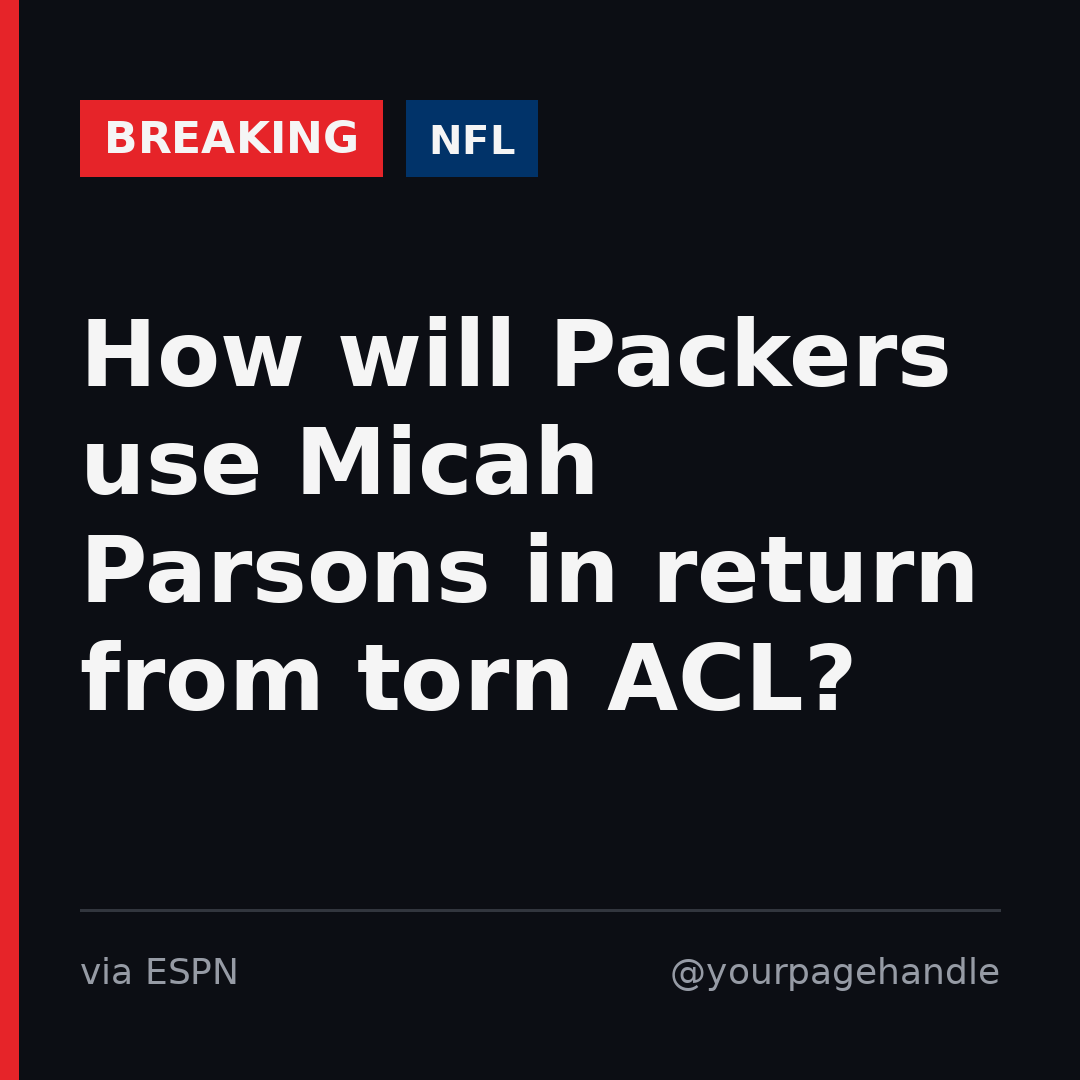 BREAKING NFL
How will Packers
use Micah
Parsons in return
from torn ACL?
via ESPN @yourpagehandle